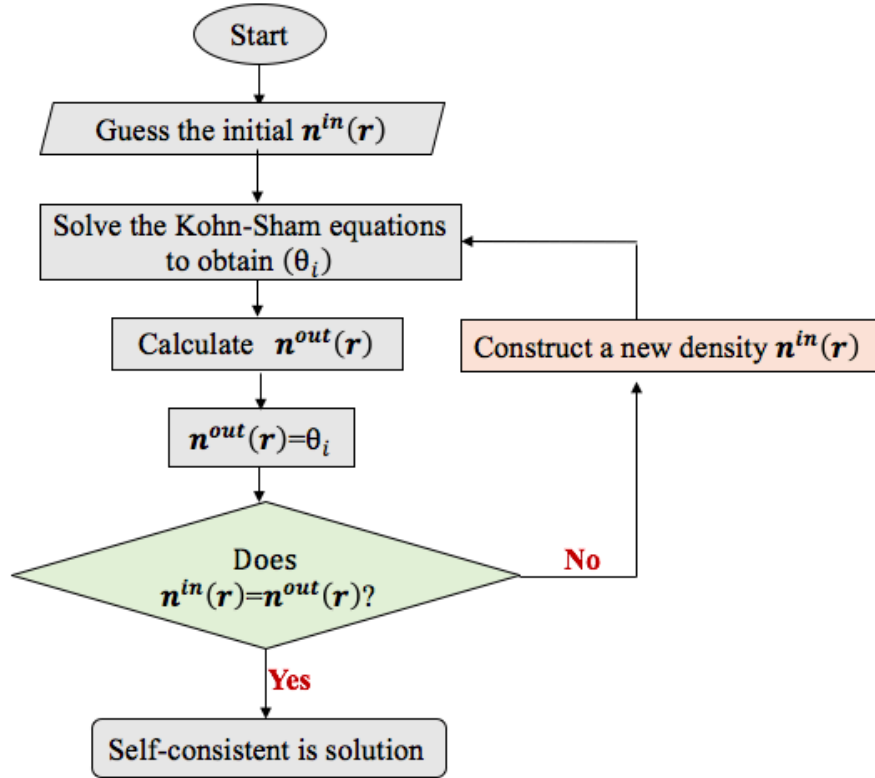 Start
Guess the initial n^in(r)
Solve the Kohn-Sham equations
to obtain (θ_i)
Calculate n^out(r)
Construct a new density n^in(r)
n^out(r)=θ_i
Does
n^in(r)=n^out(r)?
No
Yes
Self-consistent is solution